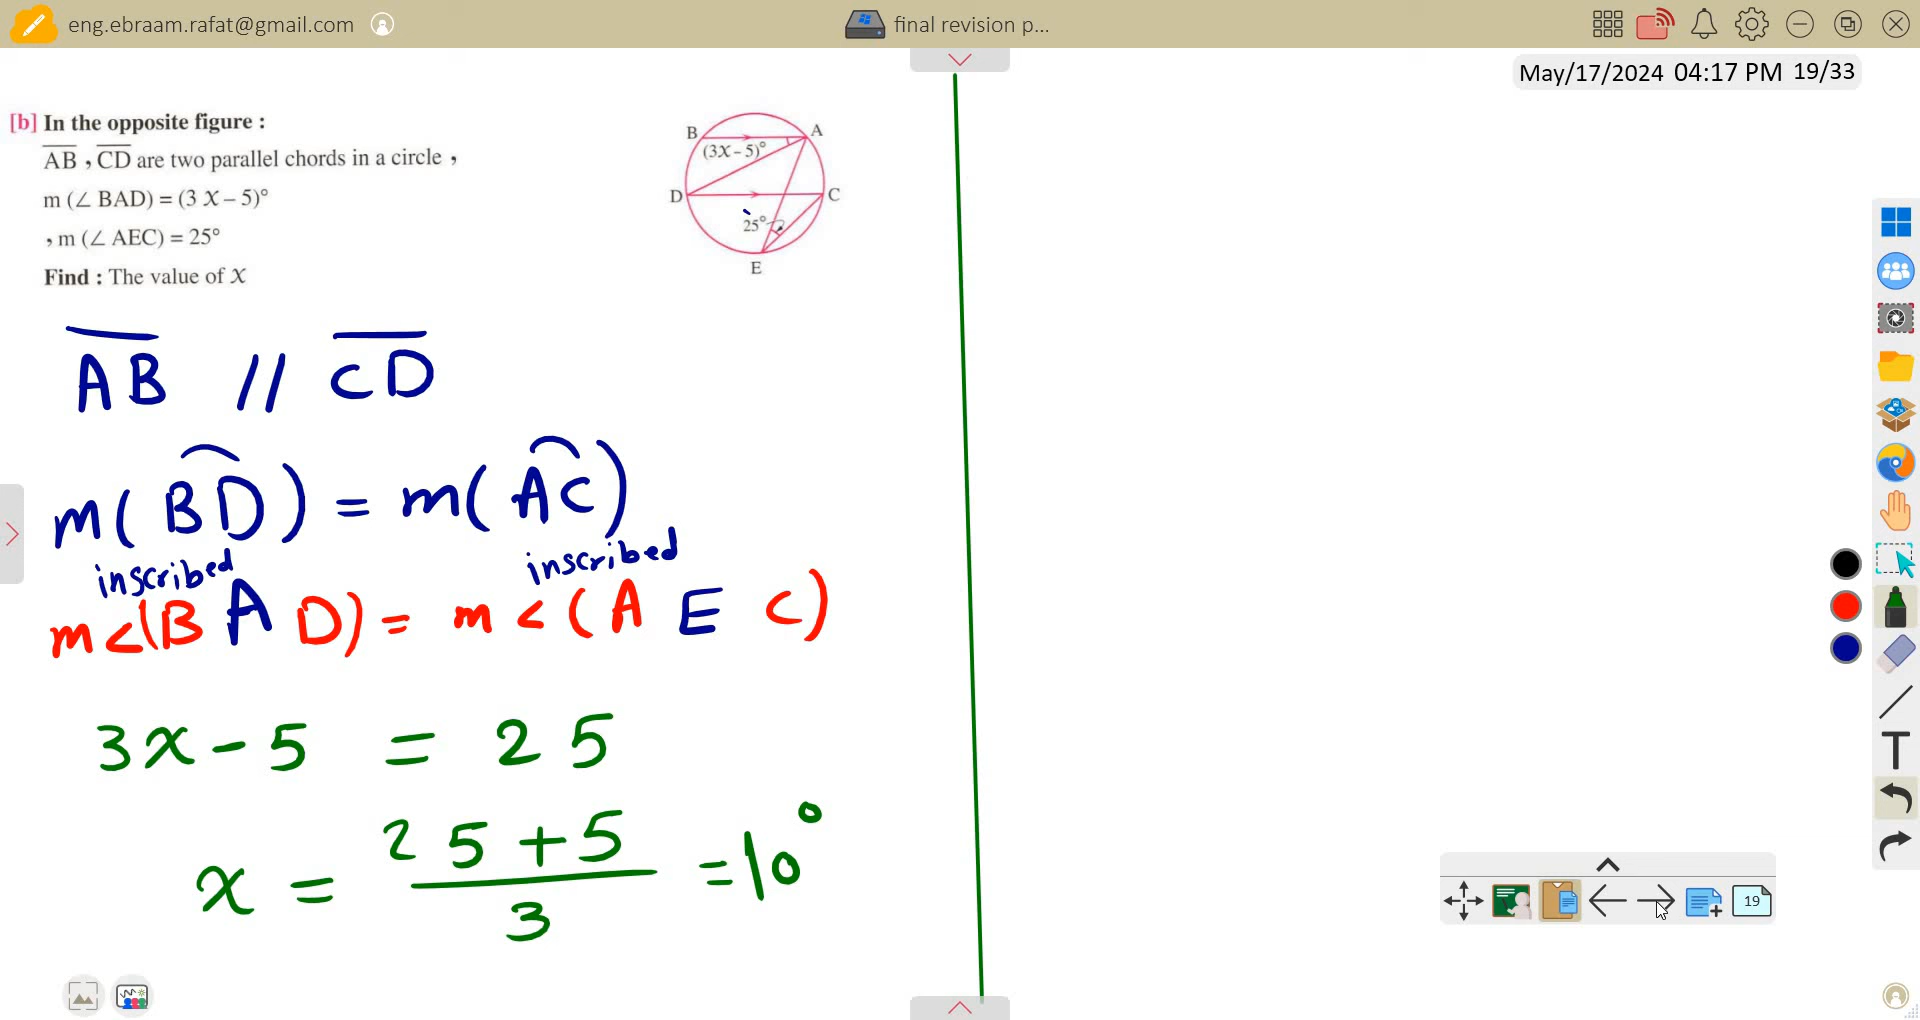 eng.ebraam.rafat@gmail.com
final revision p...
May/17/2024 04:17 PM 19/33
[b] In the opposite figure :
AB , CD are two parallel chords in a circle ,
m (∠ BAD) = (3 X – 5)°
, m (∠ AEC) = 25°
Find : The value of X
B
A
(3X – 5)°
D
C
25°
E
AB // CD
m( BD ) = m( AC )
inscribed inscribed
m<(B A D) = m<(A E C)
3x - 5 = 25
x = 25+5 / 3 = 10°
T
19